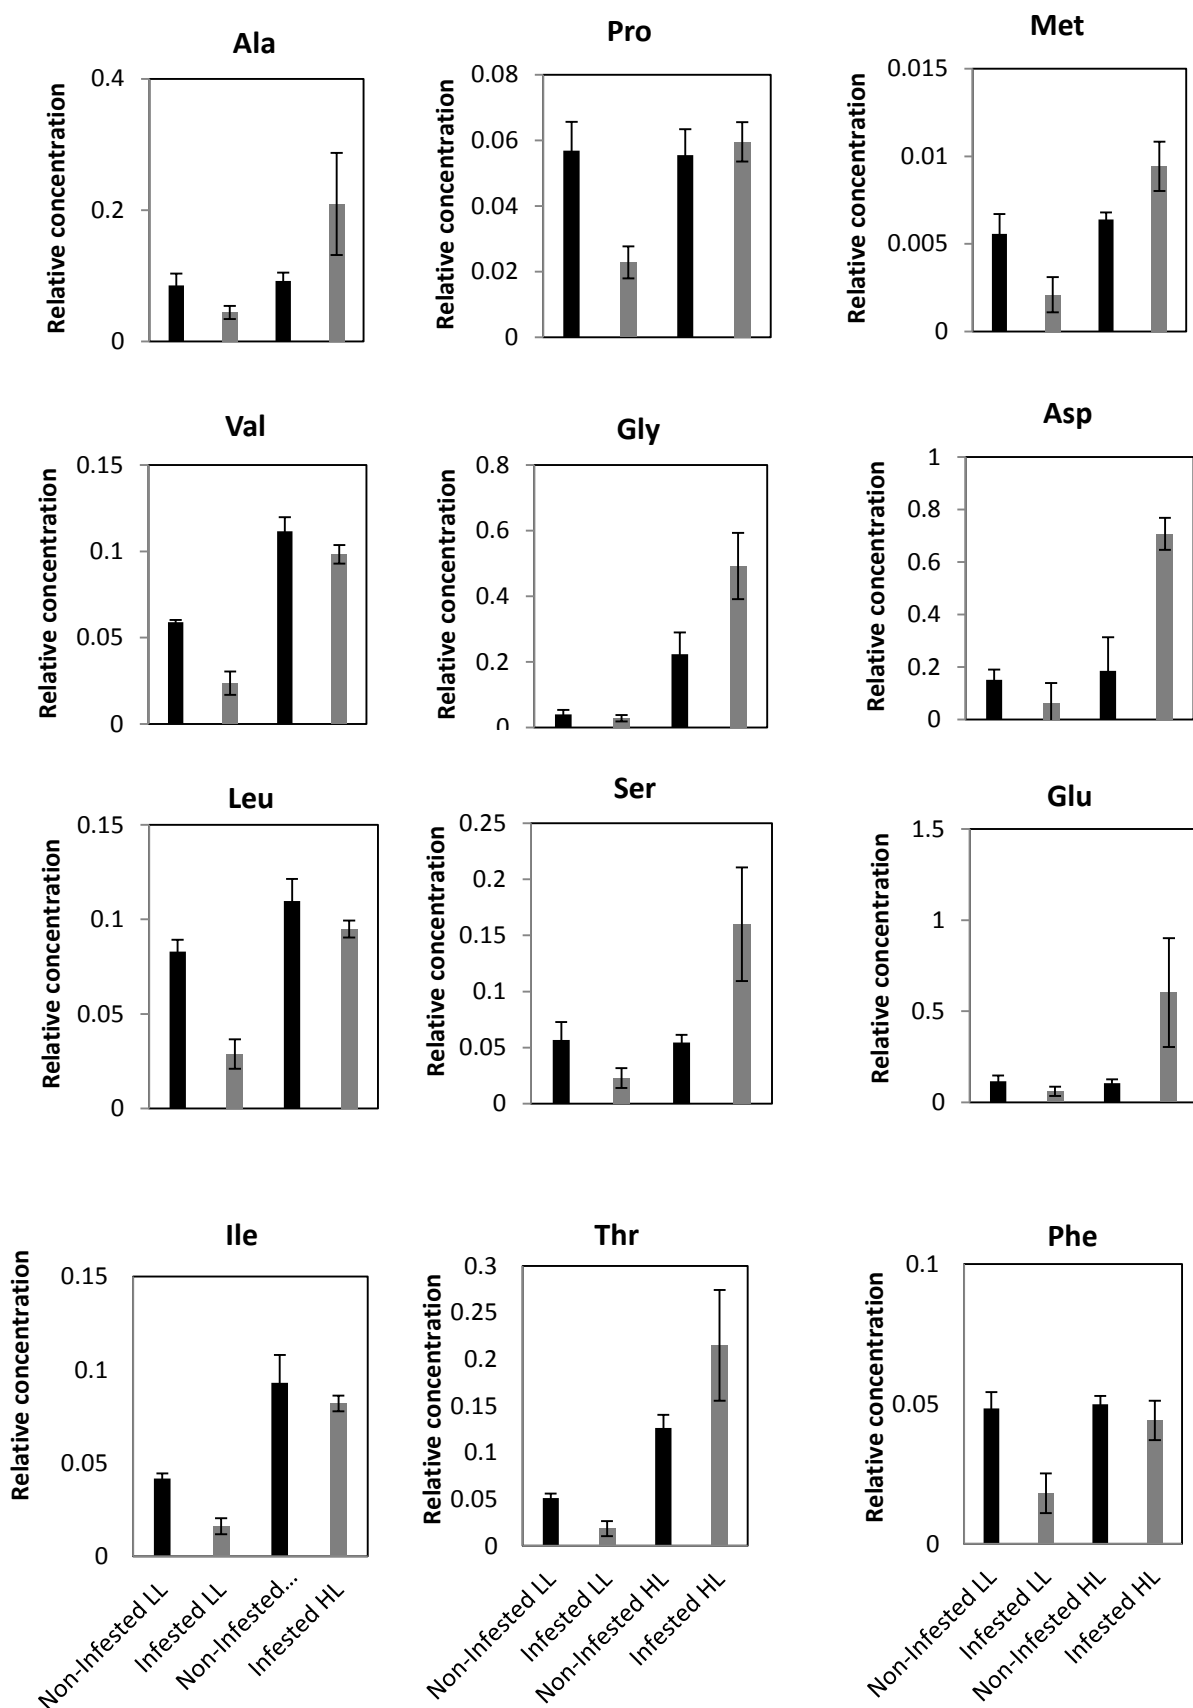 Ala
Relative concentration
0.4
0.2
0
Pro
Relative concentration
0.08
0.06
0.04
0.02
0
Met
Relative concentration
0.015
0.01
0.005
0
Val
Relative concentration
0.15
0.1
0.05
0
Gly
Relative concentration
0.8
0.6
0.4
0.2
0
Asp
Relative concentration
1
0.8
0.6
0.4
0.2
0
Leu
Relative concentration
0.15
0.1
0.05
0
Ser
Relative concentration
0.25
0.2
0.15
0.1
0.05
0
Glu
Relative concentration
1.5
1
0.5
0
Ile
Relative concentration
0.15
0.1
0.05
0
Non-Infested LL
Infested LL
Non-Infested...
Infested HL
Thr
Relative concentration
0.3
0.25
0.2
0.15
0.1
0.05
0
Non-Infested LL
Infested LL
Non-Infested HL
Infested HL
Phe
Relative concentration
0.1
0.05
0
Non-Infested LL
Infested LL
Non-Infested HL
Infested HL